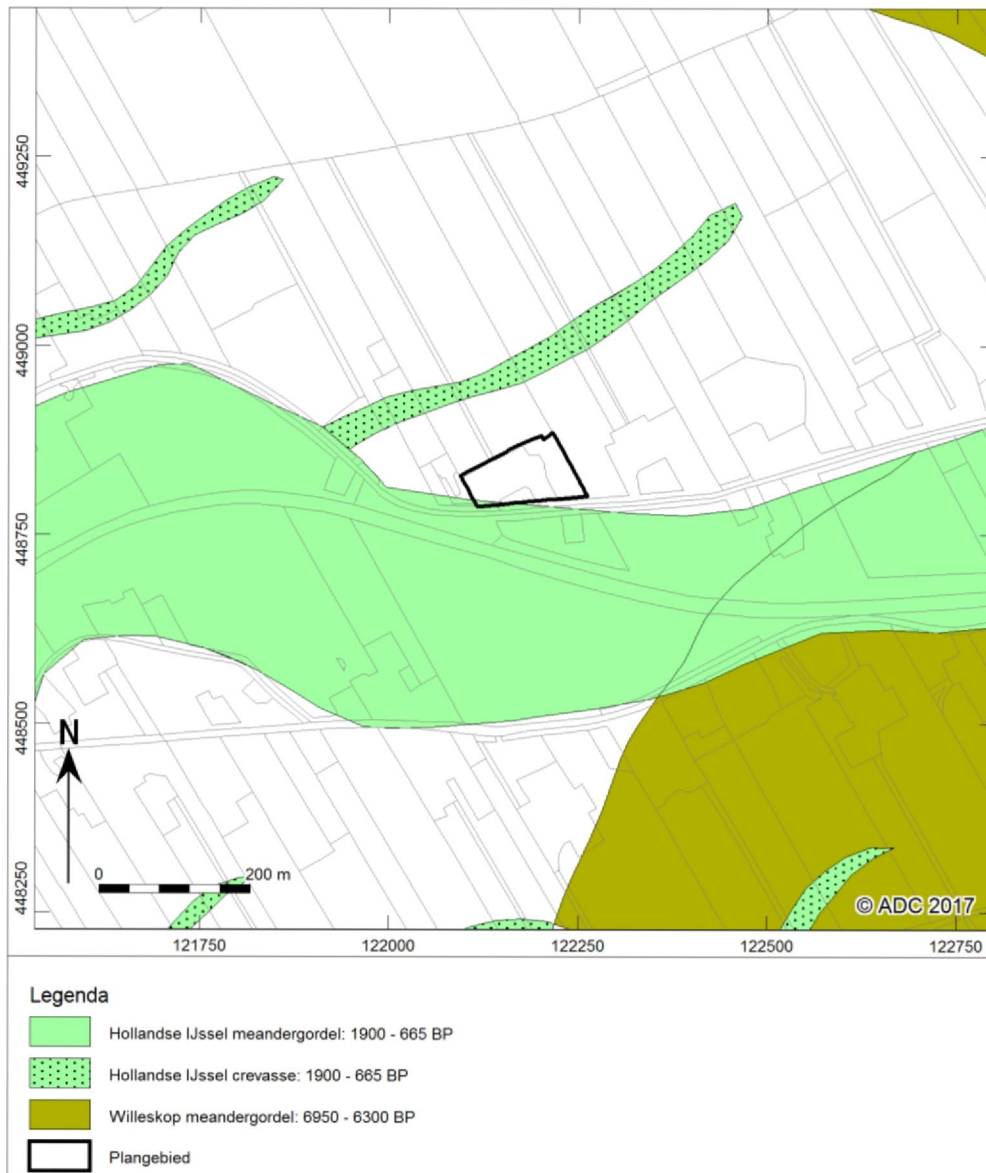 449250
449000
448750
448500
448250
N
0 200 m
© ADC 2017
121750 122000 122250 122500 122750
Legenda
Hollandse IJssel meandergordel: 1900 - 665 BP
Hollandse IJssel crevasse: 1900 - 665 BP
Willeskop meandergordel: 6950 - 6300 BP
Plangebied